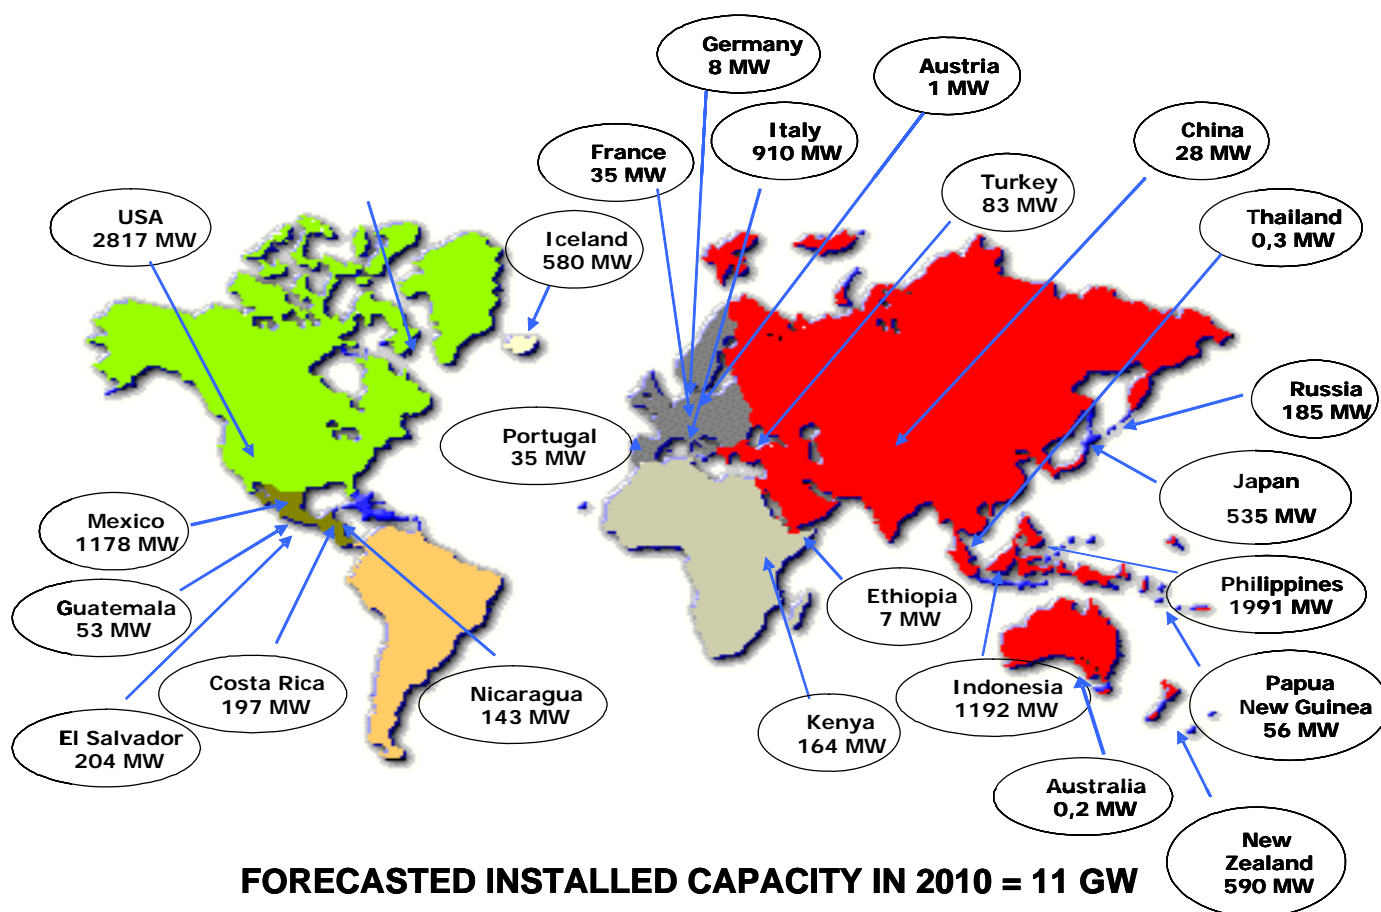 Germany
8 MW
Austria
1 MW
Italy
910 MW
China
28 MW
France
35 MW
Turkey
83 MW
USA
2817 MW
Thailand
0,3 MW
Iceland
580 MW
Russia
185 MW
Portugal
35 MW
Japan
535 MW
Mexico
1178 MW
Philippines
1991 MW
Guatemala
53 MW
Ethiopia
7 MW
Costa Rica
197 MW
Nicaragua
143 MW
Indonesia
1192 MW
Papua
New Guinea
56 MW
Kenya
164 MW
El Salvador
204 MW
Australia
0,2 MW
New
Zealand
590 MW
FORECASTED INSTALLED CAPACITY IN 2010 = 11 GW